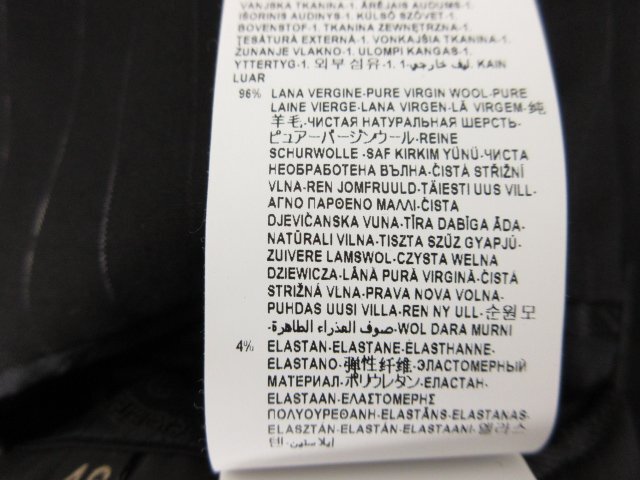 VANJSKA TKANINA-1. ĀRĒJAIS AUDUMS-1.
IŠORINIS AUDINYS-1. KÜLSŐ SZÖVET-1.
BOVENSTOF-1. TKANINA ZEWNĘTRZNA-1.
ŢESĂTURĂ EXTERNĂ-1. VONKAJŠIA TKANINA-1.
ZUNANJE VLAKNO-1. ULOMPI KANGAS-1.
YTTERTYG-1. 외부 섬유-1. ليف خارجي-1. KAIN
LUAR
96% LANA VERGINE-PURE VIRGIN WOOL-PURE
LAINE VIERGE-LANA VIRGEN-LÃ VIRGEM-純
羊毛-ЧИСТАЯ НАТУРАЛЬНАЯ ШЕРСТЬ-
ピュアーバージンウール-REINE
SCHURWOLLE-SAF KIRKIM YÜNÜ-ЧИСТА
НЕОБРАБОТЕНА ВЪЛНА-ČISTÁ STŘIŽNÍ
VLNA-REN JOMFRUULD-TÄIESTI UUS VILL-
ΑΓΝΟ ΠΑΡΘΕΝΟ ΜΑΛΛΙ-ČISTA
DJEVIČANSKA VUNA-TĪRA DABĪGA ĀDA-
NATŪRALI VILNA-TISZTA SZŰZ GYAPJÚ-
ZUIVERE LAMSWOL-CZYSTA WELNA
DZIEWICZA-LÂNĂ PURĂ VIRGINĂ-ČISTÁ
STRIŽNÁ VLNA-PRAVA NOVA VOLNA-
PUHDAS UUSI VILLA-REN NY ULL-순원모
-صوف العذراء الطاهرة-WOL DARA MURNI
4% ELASTAN-ELASTANE-ÉLASTHANNE-
ELASTANO-弹性纤维-ЭЛАСТОМЕРНЫЙ
МАТЕРИАЛ-ポリウレタン-ЕЛАСТАН-
ELASTAAN-ΕΛΑΣΤΟΜΕΡΗΣ
ΠΟΛΥΟΥΡΕΘΑΝΗ-ELASTĀNS-ELASTANAS-
ELASZTÁN-ELASTÁN-ELASTAANI-엘라스
틴-إيلاستين